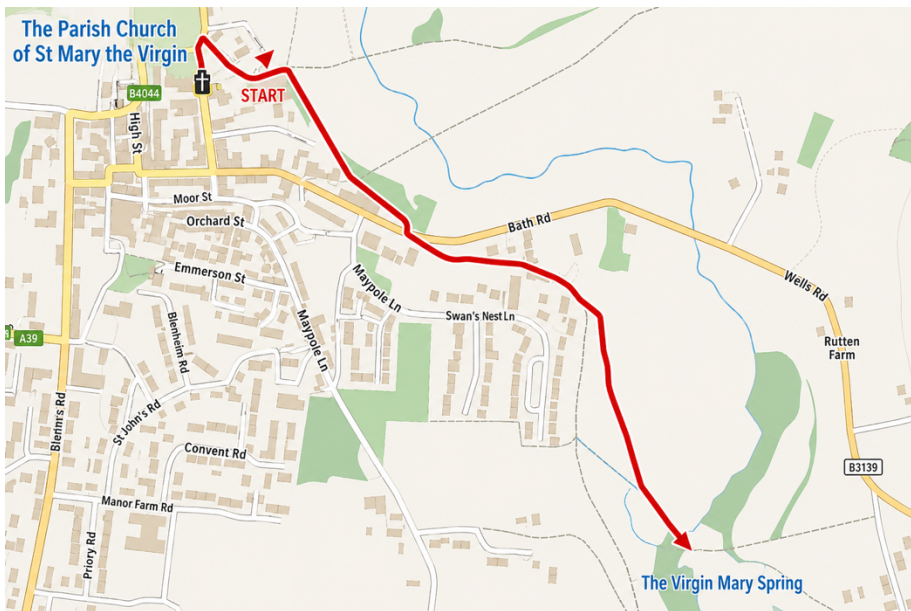 The Parish Church
of St Mary the Virgin
START
B4044
High St
Moor St
Orchard St
Emmerson St
Maypole Ln
Bath Rd
Swan's Nest Ln
Wells Rd
Rutten
Farm
A39
Blenheim Rd
Maypole Ln
St John's Rd
Convent Rd
B3139
Manor Farm Rd
Priory Rd
The Virgin Mary Spring